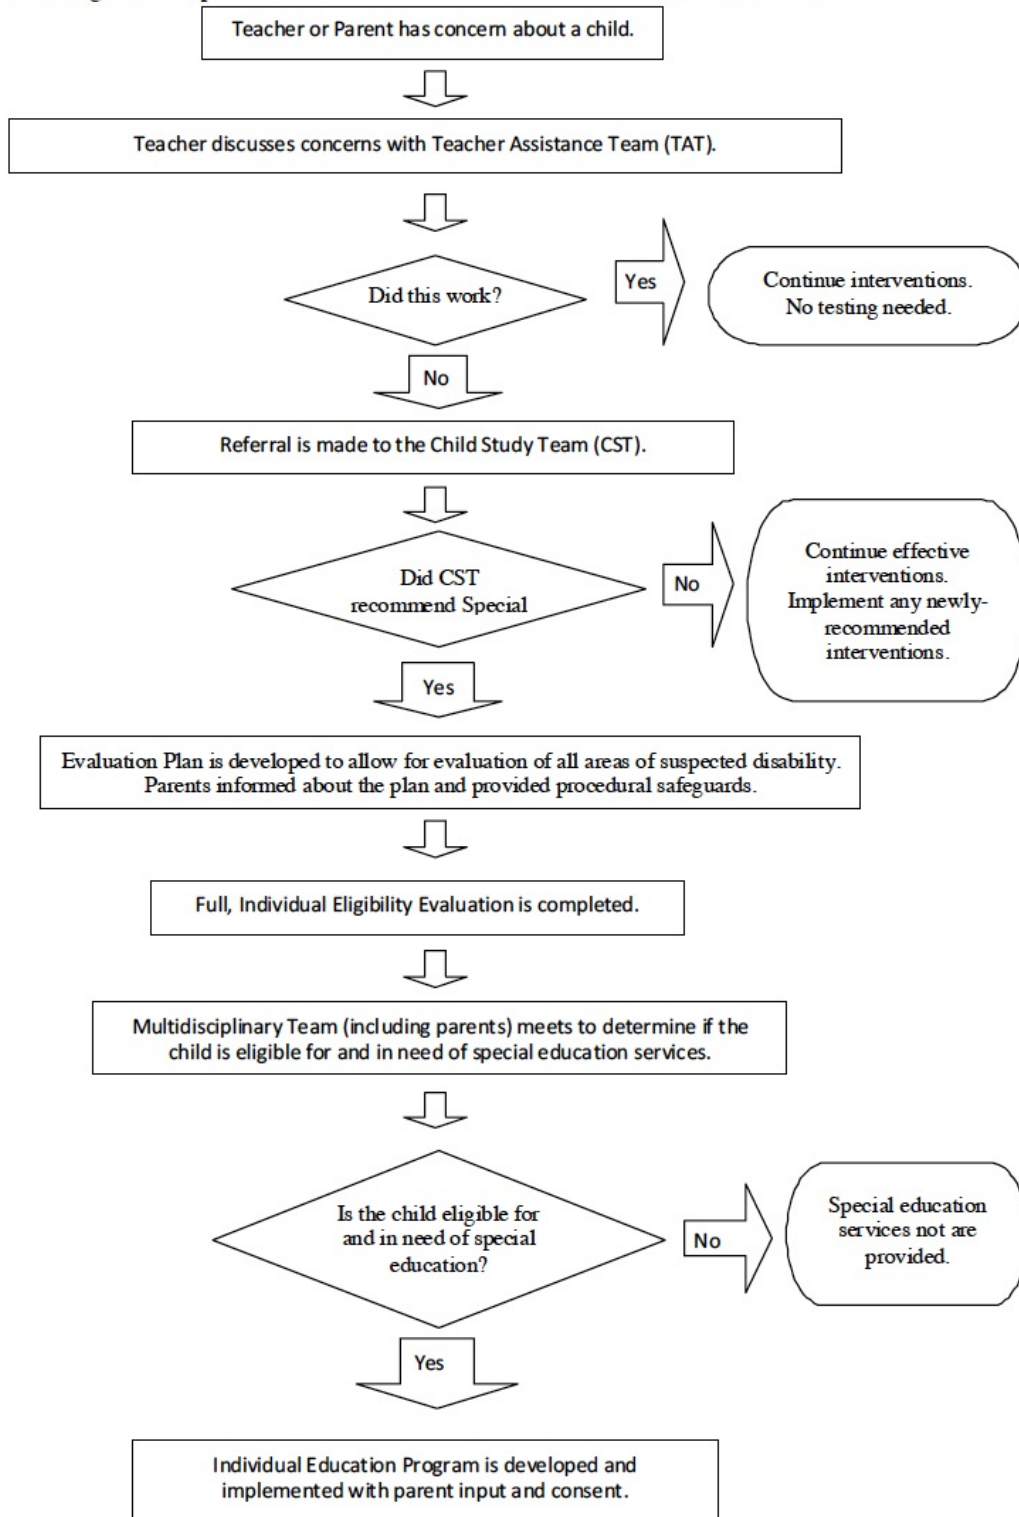 Teacher or Parent has concern about a child.
Teacher discusses concerns with Teacher Assistance Team (TAT).
Did this work?
Yes
Continue interventions.
No testing needed.
No
Referral is made to the Child Study Team (CST).
Did CST
recommend Special
No
Continue effective
interventions.
Implement any newly-
recommended
interventions.
Yes
Evaluation Plan is developed to allow for evaluation of all areas of suspected disability.
Parents informed about the plan and provided procedural safeguards.
Full, Individual Eligibility Evaluation is completed.
Multidisciplinary Team (including parents) meets to determine if the
child is eligible for and in need of special education services.
Is the child eligible for
and in need of special
education?
No
Special education
services not are
provided.
Yes
Individual Education Program is developed and
implemented with parent input and consent.